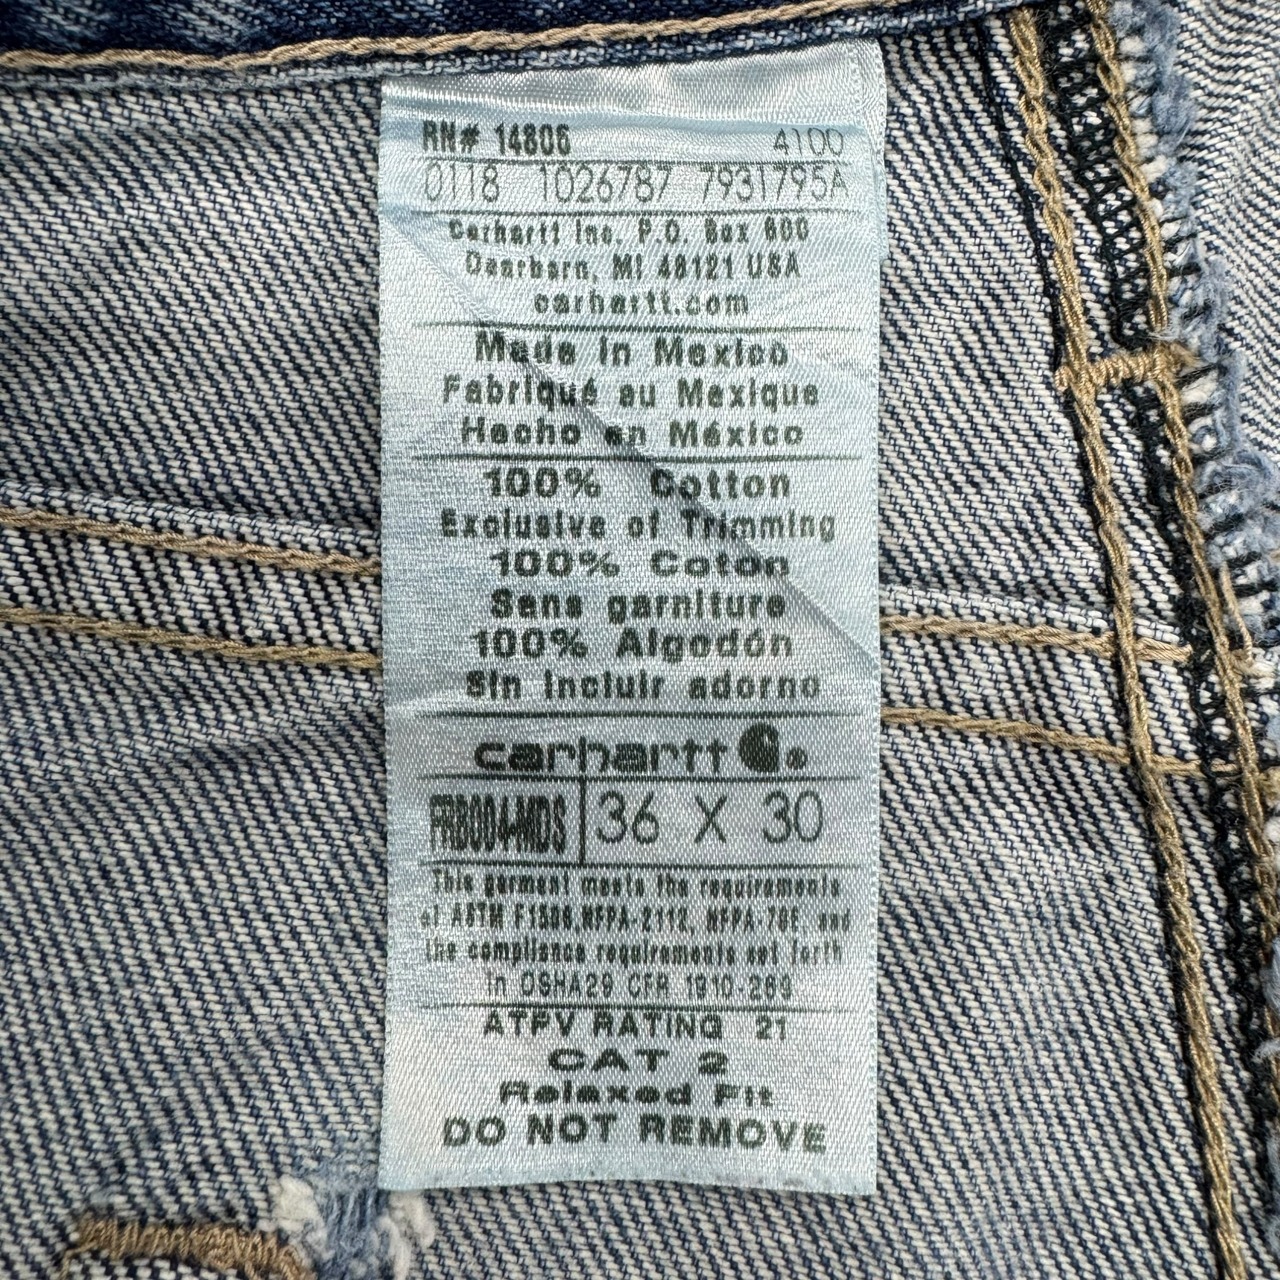 RN# 14806 4100
0118 1026787 7931795A
Carhartt Inc. P.O. Box 600
Dearborn, MI 48121 USA
carhartt.com
Made in Mexico
Fabriqué au Mexique
Hecho en México
100% Cotton
Exclusive of Trimming
100% Coton
Sans garniture
100% Algodón
Sin incluir adorno
carhartt
FRB004-MDS 36 X 30
This garment meets the requirements
of ASTM F1506, NFPA-2112, NFPA-70E, and
the compliance requirements set forth
in OSHA29 CFR 1910-269
ATPV RATING 21
CAT 2
Relaxed Fit
DO NOT REMOVE